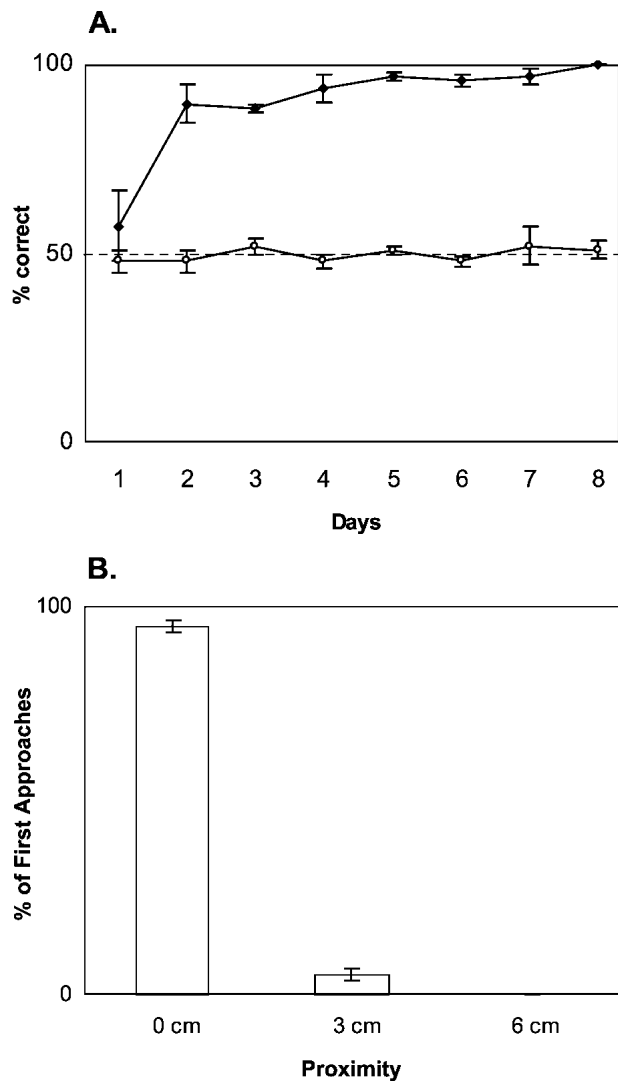 A.
100
50
0
% correct
1 2 3 4 5 6 7 8
Days
B.
100
0
% of First Approaches
0 cm 3 cm 6 cm
Proximity